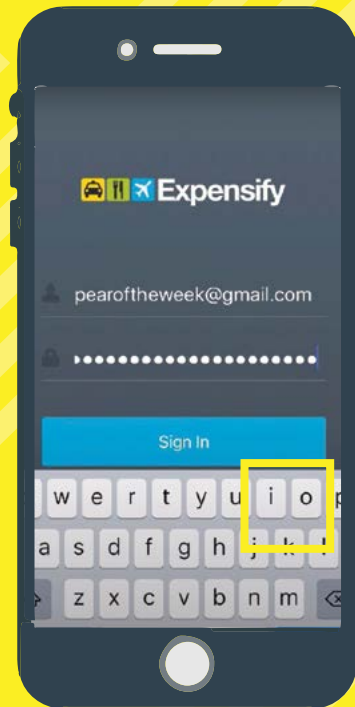 Expensify
pearoftheweek@gmail.com
Sign In
w e r t y u i o p
a s d f g h j k l
z x c v b n m